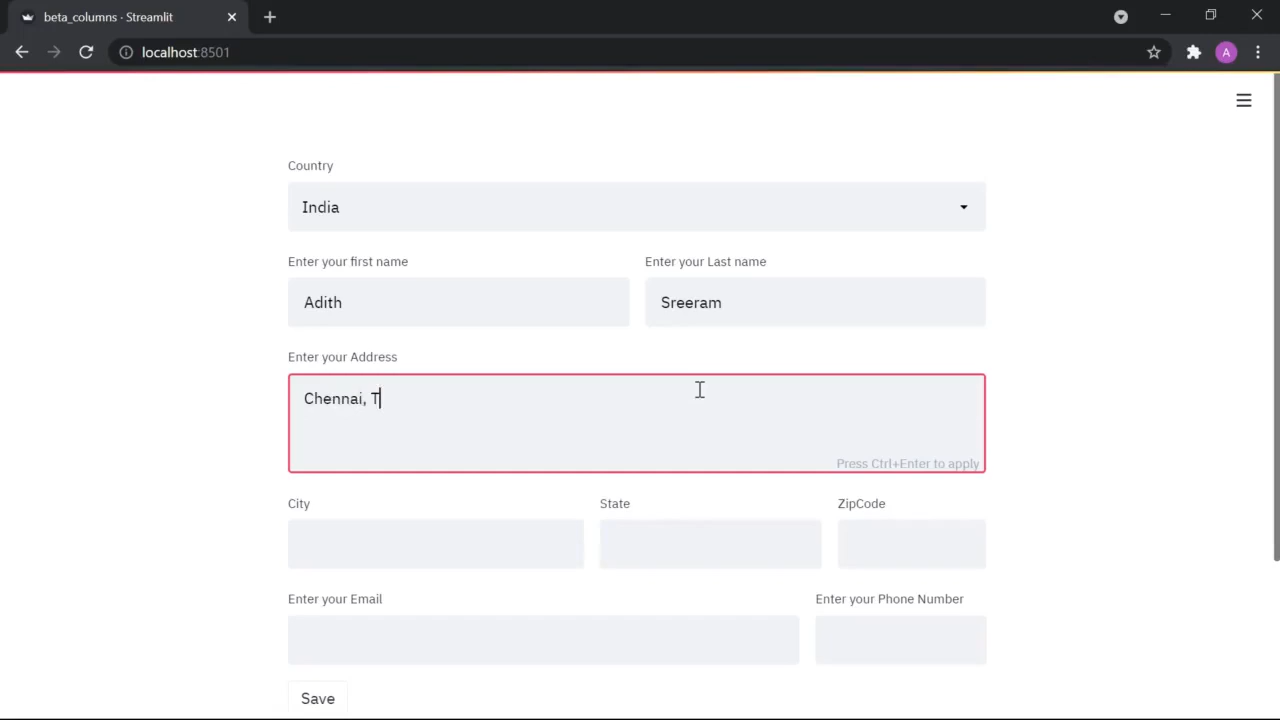 beta_columns · Streamlit
localhost:8501
A
Country
India
Enter your first name
Enter your Last name
Adith
Sreeram
Enter your Address
Chennai, T
Press Ctrl+Enter to apply
City
State
ZipCode
Enter your Email
Enter your Phone Number
Save